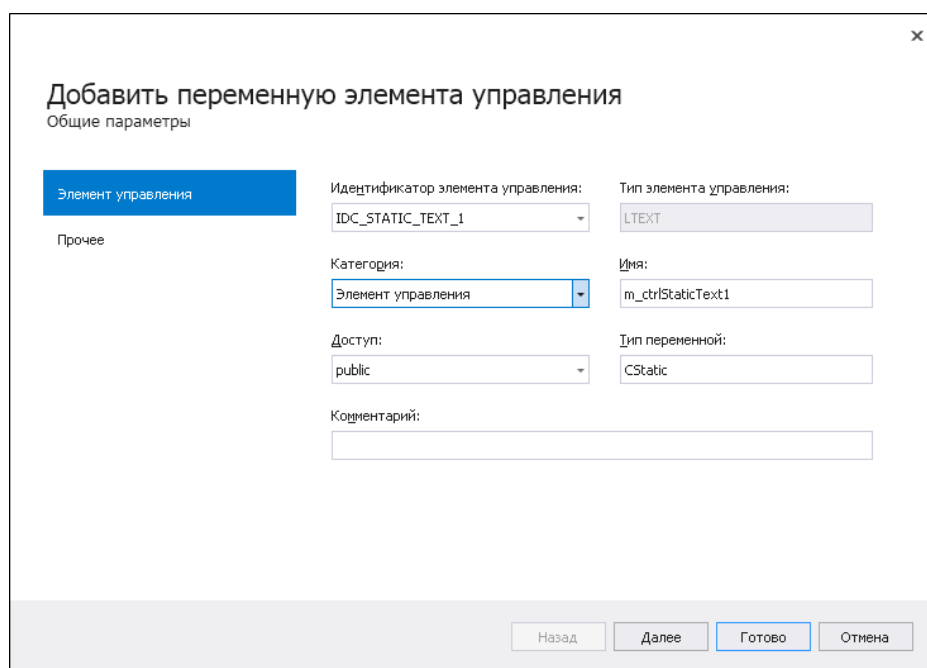 Добавить переменную элемента управления
Общие параметры
Элемент управления
Прочее
Идентификатор элемента управления:
Тип элемента управления:
IDC_STATIC_TEXT_1
LTEXT
Категория:
Имя:
Элемент управления
m_ctrlStaticText1
Доступ:
Тип переменной:
public
CStatic
Комментарий:
Назад
Далее
Готово
Отмена